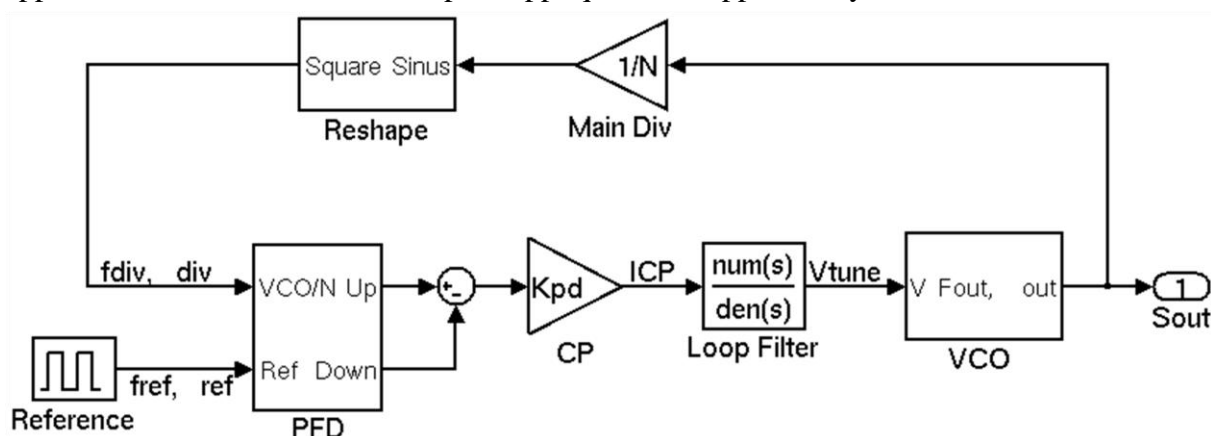 Square Sinus
Reshape
1/N
Main Div
fdiv, div
VCO/N Up
Ref Down
PFD
fref, ref
Reference
+
-
Kpd
CP
ICP
num(s)
den(s)
Loop Filter
Vtune
V Fout, out
VCO
1
Sout